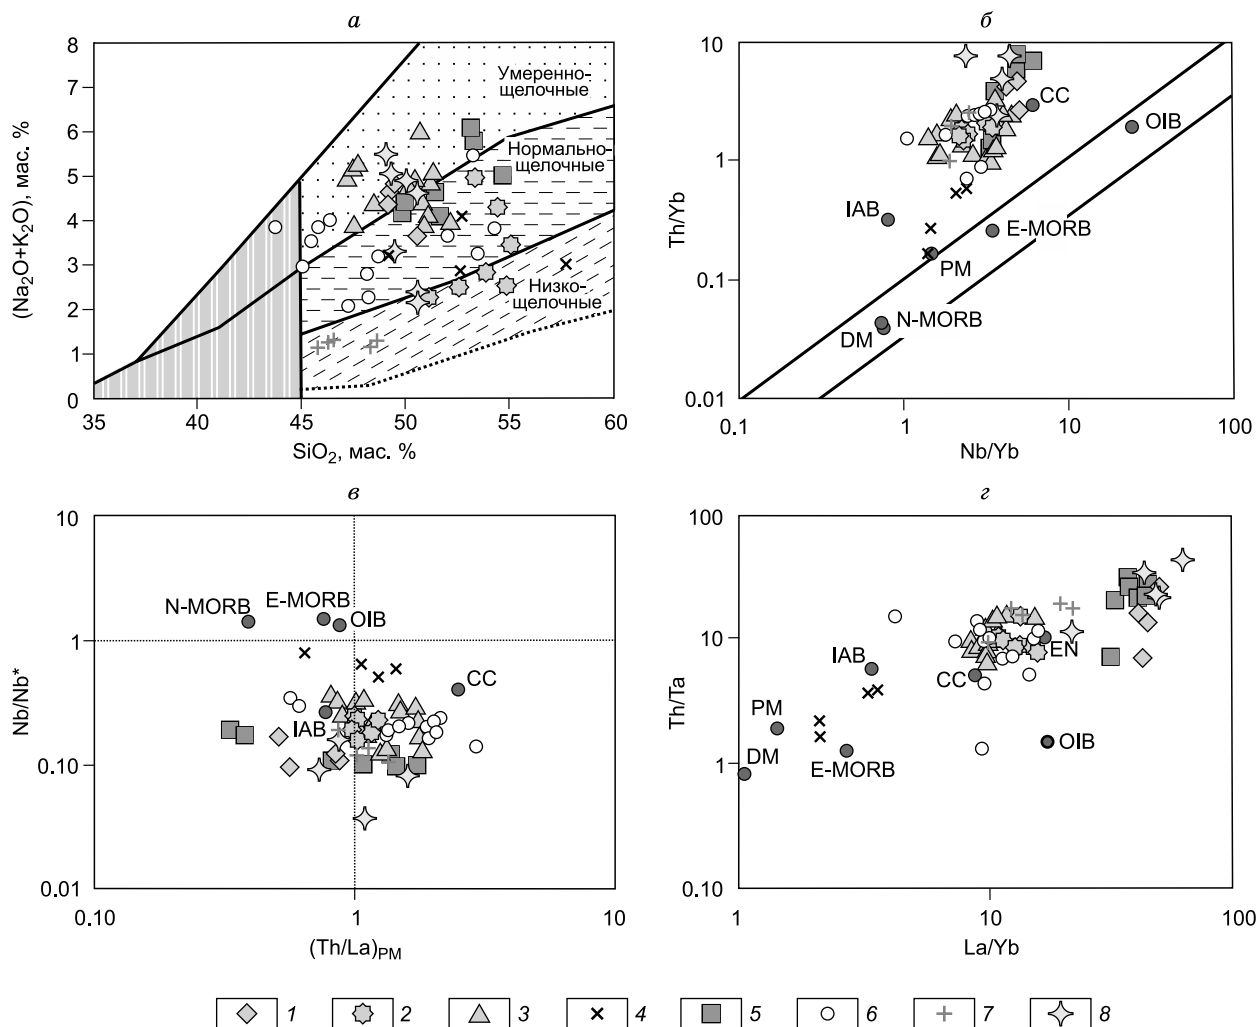 а
(Na2O+K2O), мас. %
8
7
6
5
4
3
2
1
0
Умеренно-
щелочные
Нормально-
щелочные
Низко-
щелочные
35
40
45
50
55
60
SiO2, мас. %
б
Th/Yb
10
1
0.1
0.01
CC
OIB
IAB
E-MORB
PM
N-MORB
DM
0.1
1
10
100
Nb/Yb
в
Nb/Nb*
10
1
0.10
0.01
N-MORB
E-MORB
OIB
CC
IAB
0.10
1
10
(Th/La)PM
г
Th/Ta
100
10
1
0.10
EN
IAB
CC
PM
OIB
DM
E-MORB
1
10
100
La/Yb
1
2
3
4
5
6
7
8